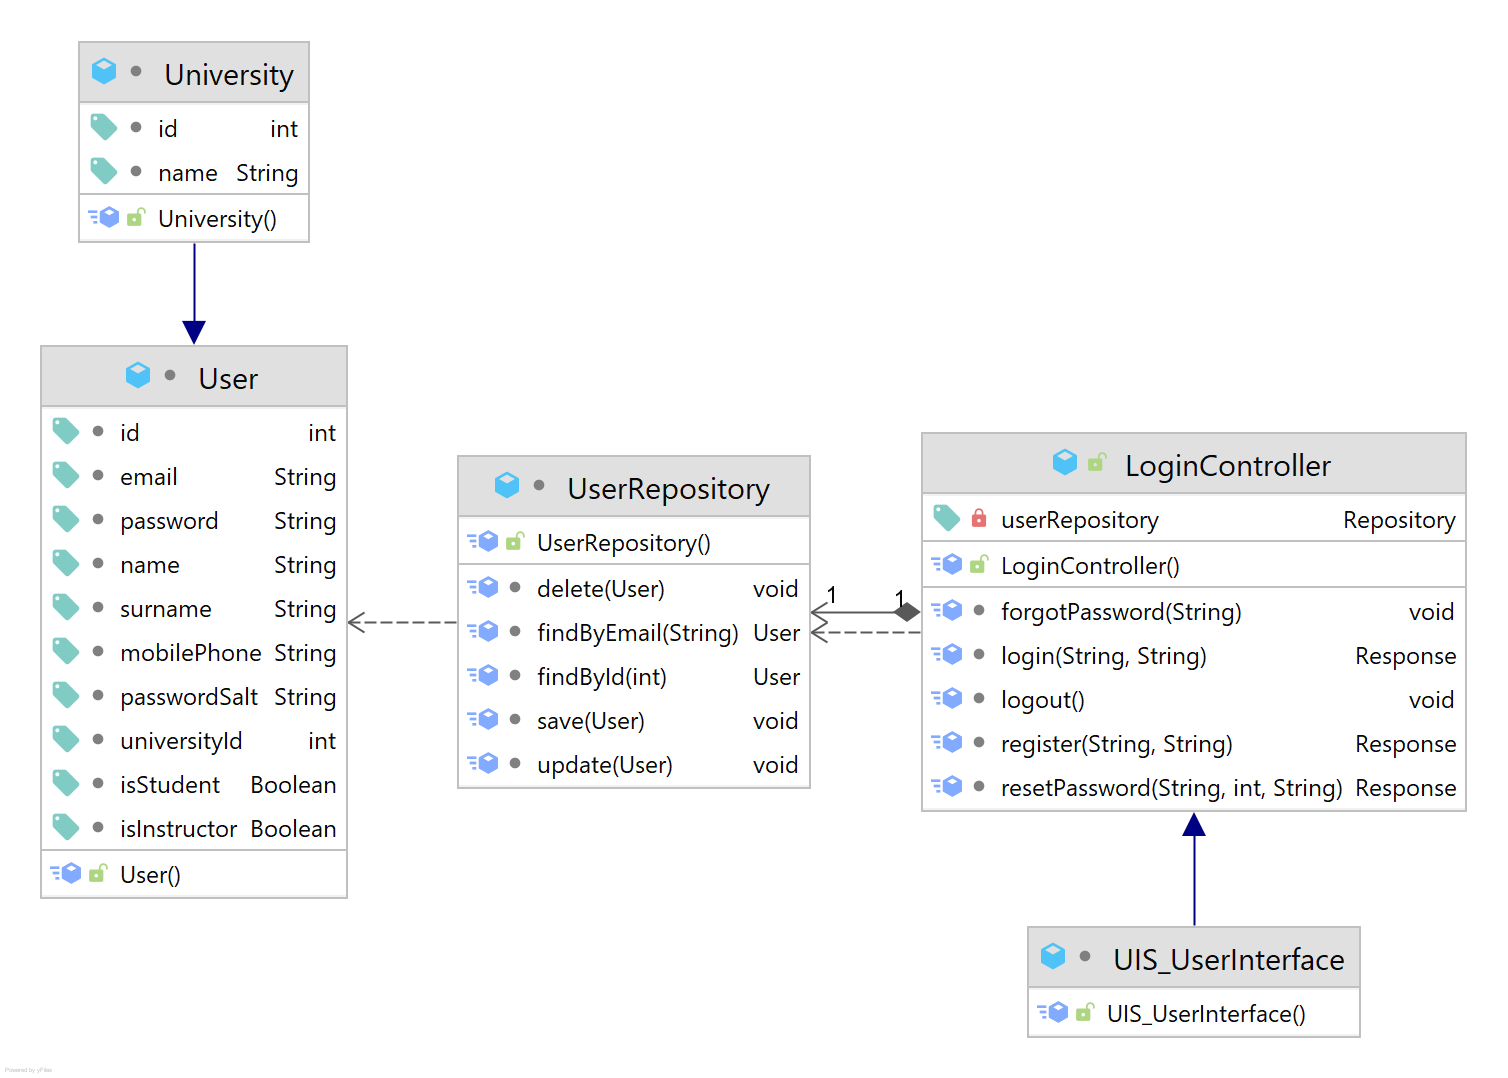 University
id int
name String
University()
User
id int
email String
password String
name String
surname String
mobilePhone String
passwordSalt String
universityId int
isStudent Boolean
isInstructor Boolean
User()
UserRepository
UserRepository()
delete(User) void
findByEmail(String) User
findById(int) User
save(User) void
update(User) void
1
1
LoginController
userRepository Repository
LoginController()
forgotPassword(String) void
login(String, String) Response
logout() void
register(String, String) Response
resetPassword(String, int, String) Response
UIS_UserInterface
UIS_UserInterface()
Powered by yFiles